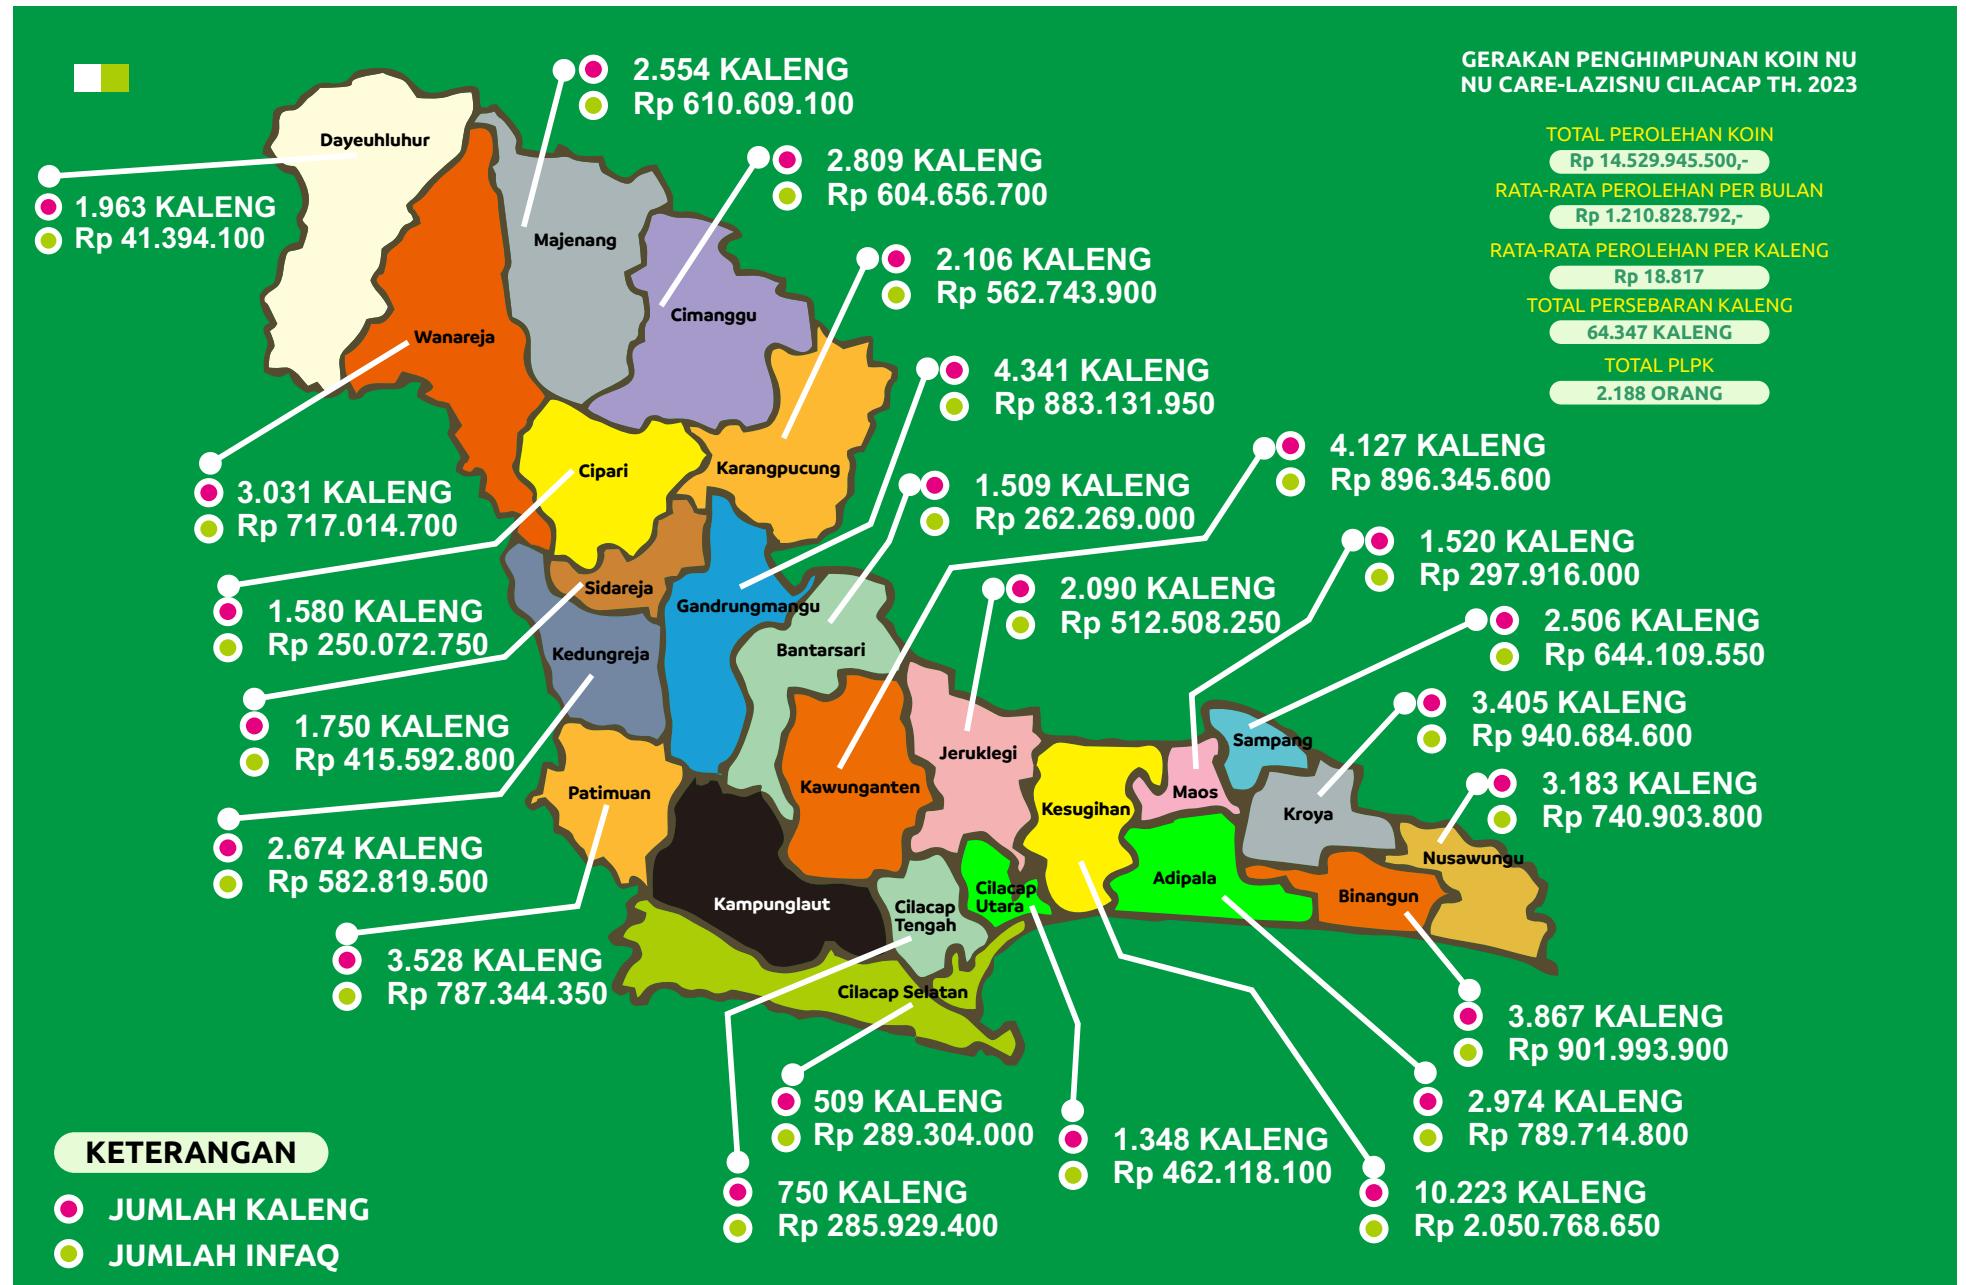 GERAKAN PENGHIMPUNAN KOIN NU
NU CARE-LAZISNU CILACAP TH. 2023
TOTAL PEROLEHAN KOIN
Rp 14.529.945.500,-
RATA-RATA PEROLEHAN PER BULAN
Rp 1.210.828.792,-
RATA-RATA PEROLEHAN PER KALENG
Rp 18.817
TOTAL PERSEBARAN KALENG
64.347 KALENG
TOTAL PLPK
2.188 ORANG
2.554 KALENG
Rp 610.609.100
2.809 KALENG
Rp 604.656.700
1.963 KALENG
Rp 41.394.100
2.106 KALENG
Rp 562.743.900
4.341 KALENG
Rp 883.131.950
4.127 KALENG
Rp 896.345.600
1.509 KALENG
Rp 262.269.000
3.031 KALENG
Rp 717.014.700
1.520 KALENG
Rp 297.916.000
2.090 KALENG
Rp 512.508.250
1.580 KALENG
Rp 250.072.750
2.506 KALENG
Rp 644.109.550
3.405 KALENG
Rp 940.684.600
1.750 KALENG
Rp 415.592.800
3.183 KALENG
Rp 740.903.800
2.674 KALENG
Rp 582.819.500
3.528 KALENG
Rp 787.344.350
3.867 KALENG
Rp 901.993.900
509 KALENG
Rp 289.304.000
2.974 KALENG
Rp 789.714.800
1.348 KALENG
Rp 462.118.100
750 KALENG
Rp 285.929.400
10.223 KALENG
Rp 2.050.768.650
Dayeuhluhur
Majenang
Cimanggu
Wanareja
Karangpucung
Cipari
Sidareja
Gandrungmangu
Bantarsari
Kedungreja
Sampang
Jeruklegi
Kawunganten
Patimuan
Maos
Kesugihan
Kroya
Nusawungu
Adipala
Binangun
Cilacap
Utara
Kampunglaut
Cilacap
Tengah
Cilacap Selatan
KETERANGAN
JUMLAH KALENG
JUMLAH INFAQ